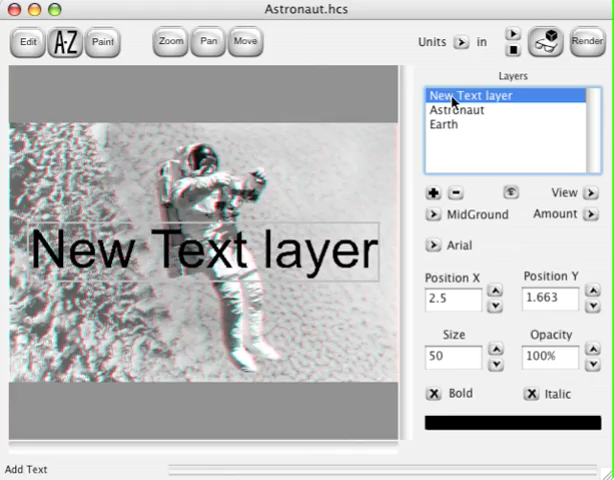 Astronaut.hcs
Edit A-Z Paint Zoom Pan Move Units in Render
Layers
New Text layer
Astronaut
Earth
View
MidGround Amount
Arial
New Text layer
Position X Position Y
2.5 1.663
Size Opacity
50 100%
X Bold X Italic
Add Text